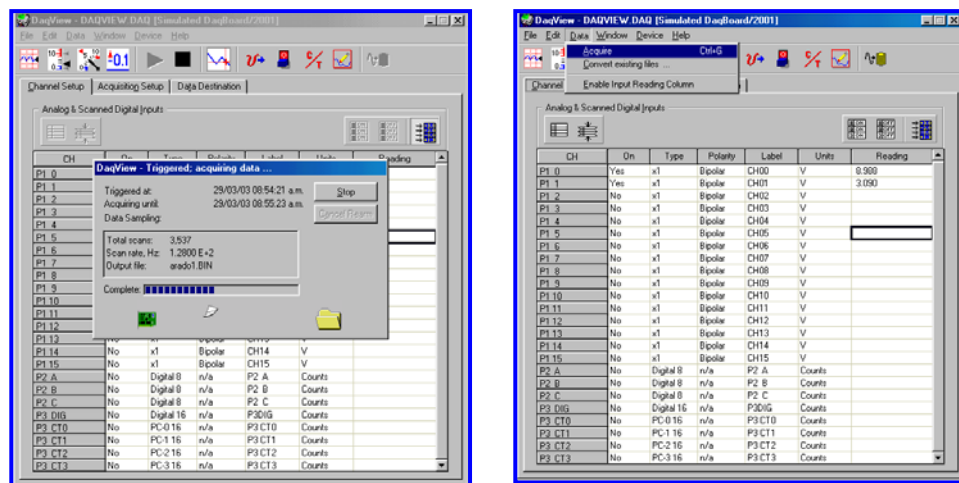 DaqView - DAQVIEW.DAQ [Simulated DaqBoard/2001]
File Edit Data Window Device Help
Channel Setup Acquisition Setup Data Destination
Analog & Scanned Digital Inputs
CH On Type Polarity Label Units Reading
P1 0
P1 1
P1 2
P1 3
P1 4
P1 5
P1 6
P1 7
P1 8
P1 9
P1 10
P1 11
P1 12
P1 13 No x1 Bipolar CH13 V
P1 14 No x1 Bipolar CH14 V
P1 15 No x1 Bipolar CH15 V
P2 A No Digital 8 n/a P2 A Counts
P2 B No Digital 8 n/a P2 B Counts
P2 C No Digital 8 n/a P2 C Counts
P3 DIG No Digital 16 n/a P3DIG Counts
P3 CT0 No PC-0 16 n/a P3 CT0 Counts
P3 CT1 No PC-1 16 n/a P3 CT1 Counts
P3 CT2 No PC-2 16 n/a P3 CT2 Counts
P3 CT3 No PC-3 16 n/a P3 CT3 Counts
DaqView - Triggered; acquiring data ...
Triggered at: 29/03/03 08:54:21 a.m. Stop
Acquiring until: 29/03/03 08:55:23 a.m.
Data Sampling: Cancel Rearm
Total scans: 3,537
Scan rate, Hz: 1.2800 E+2
Output file: arado1.BIN
Complete:
DaqView - DAQVIEW.DAQ [Simulated DaqBoard/2001]
File Edit Data Window Device Help
Acquire Ctrl+G
Convert existing files ...
Enable Input Reading Column
Channel
Analog & Scanned Digital Inputs
CH On Type Polarity Label Units Reading
P1 0 Yes x1 Bipolar CH00 V 8.988
P1 1 Yes x1 Bipolar CH01 V 3.090
P1 2 No x1 Bipolar CH02 V
P1 3 No x1 Bipolar CH03 V
P1 4 No x1 Bipolar CH04 V
P1 5 No x1 Bipolar CH05 V
P1 6 No x1 Bipolar CH06 V
P1 7 No x1 Bipolar CH07 V
P1 8 No x1 Bipolar CH08 V
P1 9 No x1 Bipolar CH09 V
P1 10 No x1 Bipolar CH10 V
P1 11 No x1 Bipolar CH11 V
P1 12 No x1 Bipolar CH12 V
P1 13 No x1 Bipolar CH13 V
P1 14 No x1 Bipolar CH14 V
P1 15 No x1 Bipolar CH15 V
P2 A No Digital 8 n/a P2 A Counts
P2 B No Digital 8 n/a P2 B Counts
P2 C No Digital 8 n/a P2 C Counts
P3 DIG No Digital 16 n/a P3DIG Counts
P3 CT0 No PC-0 16 n/a P3 CT0 Counts
P3 CT1 No PC-1 16 n/a P3 CT1 Counts
P3 CT2 No PC-2 16 n/a P3 CT2 Counts
P3 CT3 No PC-3 16 n/a P3 CT3 Counts